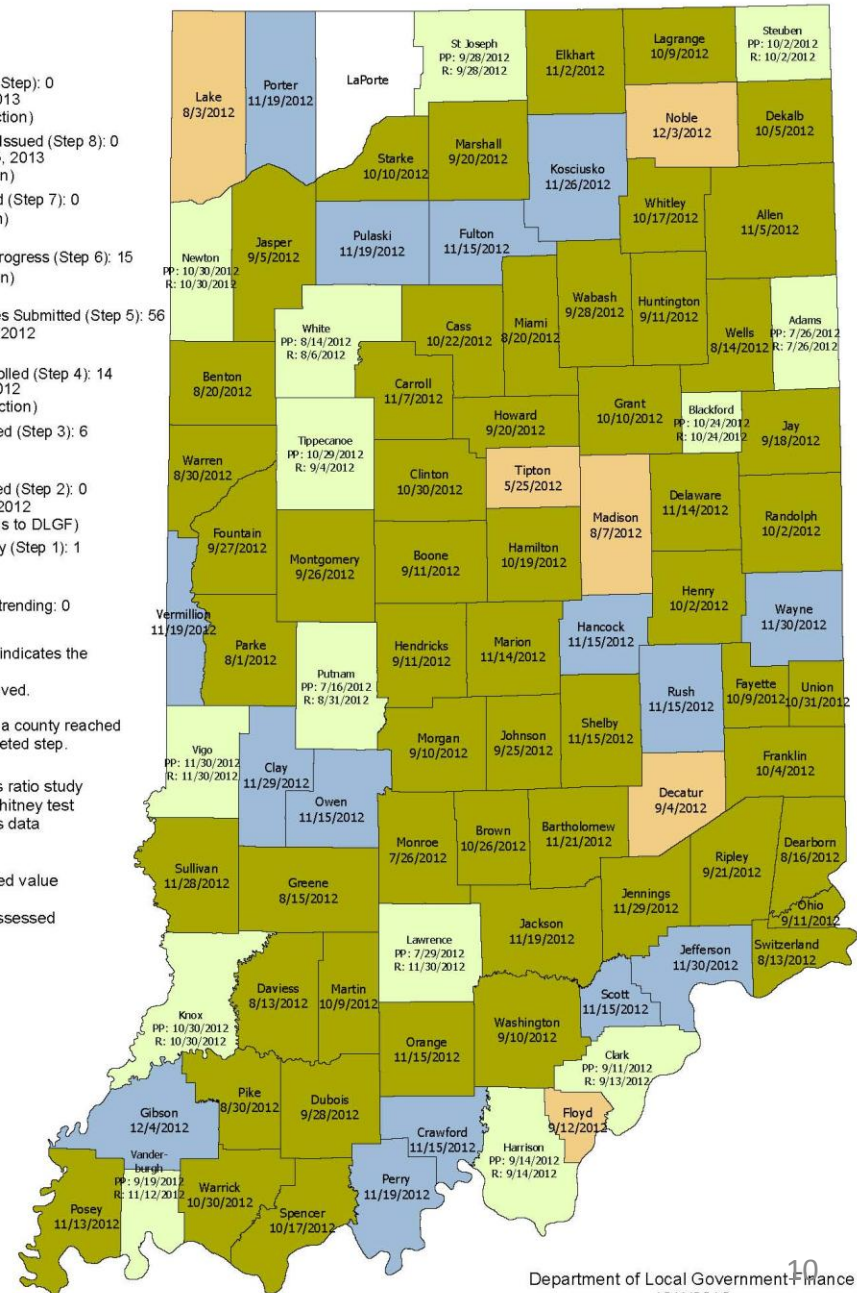 Step): 0
013
ction)
Issued (Step 8): 0
, 2013
n)
d (Step 7): 0
n)
rogress (Step 6): 15
on)
es Submitted (Step 5): 56
2012
olled (Step 4): 14
012
ction)
ed (Step 3): 6
ed (Step 2): 0
2012
s to DLGF)
y (Step 1): 1
trending: 0
indicates the
ved.
a county reached
eted step.
s ratio study
hitney test
s data
ed value
ssessed
Lake
8/3/2012
Porter
11/19/2012
LaPorte
St Joseph
PP: 9/28/2012
R: 9/28/2012
Elkhart
11/2/2012
Lagrange
10/9/2012
Steuben
PP: 10/2/2012
R: 10/2/2012
Noble
12/3/2012
Dekalb
10/5/2012
Starke
10/10/2012
Marshall
9/20/2012
Kosciusko
11/26/2012
Whitley
10/17/2012
Allen
11/5/2012
Newton
PP: 10/30/2012
R: 10/30/2012
Jasper
9/5/2012
Pulaski
11/19/2012
Fulton
11/15/2012
White
PP: 8/14/2012
R: 8/6/2012
Cass
10/22/2012
Miami
8/20/2012
Wabash
9/28/2012
Huntington
9/11/2012
Wells
8/14/2012
Adams
PP: 7/26/2012
R: 7/26/2012
Benton
8/20/2012
Carroll
11/7/2012
Howard
9/20/2012
Grant
10/10/2012
Blackford
PP: 10/24/2012
R: 10/24/2012
Jay
9/18/2012
Warren
8/30/2012
Tippecanoe
PP: 10/29/2012
R: 9/4/2012
Clinton
10/30/2012
Tipton
5/25/2012
Madison
8/7/2012
Delaware
11/14/2012
Randolph
10/2/2012
Fountain
9/27/2012
Montgomery
9/26/2012
Boone
9/11/2012
Hamilton
10/19/2012
Henry
10/2/2012
Wayne
11/30/2012
Vermillion
11/19/2012
Parke
8/1/2012
Putnam
PP: 7/16/2012
R: 8/31/2012
Hendricks
9/11/2012
Marion
11/14/2012
Hancock
11/15/2012
Rush
11/15/2012
Fayette
10/9/2012
Union
10/31/2012
Vigo
PP: 11/30/2012
R: 11/30/2012
Clay
11/29/2012
Owen
11/15/2012
Morgan
9/10/2012
Johnson
9/25/2012
Shelby
11/15/2012
Decatur
9/4/2012
Franklin
10/4/2012
Sullivan
11/28/2012
Greene
8/15/2012
Monroe
7/26/2012
Brown
10/26/2012
Bartholomew
11/21/2012
Jennings
11/29/2012
Ripley
9/21/2012
Dearborn
8/16/2012
Ohio
9/11/2012
Knox
PP: 10/30/2012
R: 10/30/2012
Daviess
8/13/2012
Martin
10/9/2012
Lawrence
PP: 7/29/2012
R: 11/30/2012
Jackson
11/19/2012
Jefferson
11/30/2012
Switzerland
8/13/2012
Scott
11/15/2012
Washington
9/10/2012
Orange
11/15/2012
Clark
PP: 9/11/2012
R: 9/13/2012
Gibson
12/4/2012
Pike
8/30/2012
Dubois
9/28/2012
Crawford
11/15/2012
Harrison
PP: 9/14/2012
R: 9/14/2012
Floyd
9/12/2012
Posey
11/13/2012
Vander-
burgh
PP: 9/19/2012
R: 11/12/2012
Warrick
10/30/2012
Spencer
10/17/2012
Perry
11/19/2012
10
Department of Local Government Finance